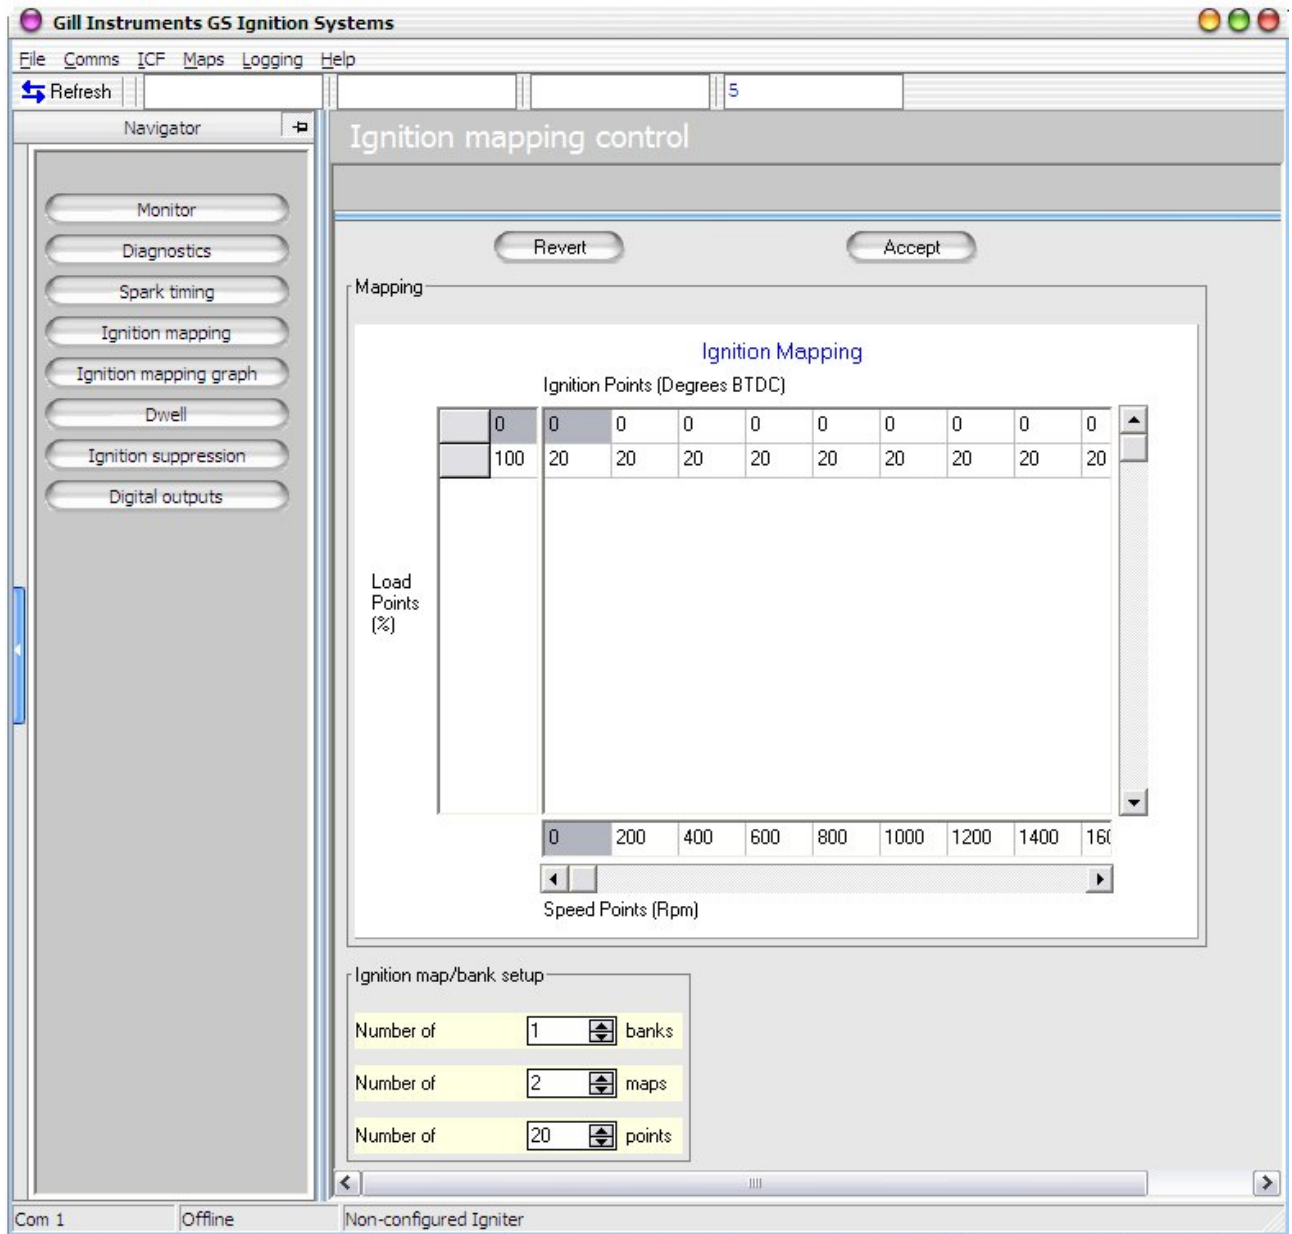 Gill Instruments GS Ignition Systems
File Comms ICF Maps Logging Help
Refresh 5
Navigator
Ignition mapping control
Monitor
Diagnostics
Spark timing
Ignition mapping
Ignition mapping graph
Dwell
Ignition suppression
Digital outputs
Revert Accept
Mapping
Ignition Mapping
Ignition Points (Degrees BTDC)
0 0 0 0 0 0 0 0 0 0
100 20 20 20 20 20 20 20 20 20
Load
Points
(%)
0 200 400 600 800 1000 1200 1400
Speed Points (Rpm)
Ignition map/bank setup
Number of 1 banks
Number of 2 maps
Number of 20 points
Com 1 Offline Non-configured Igniter